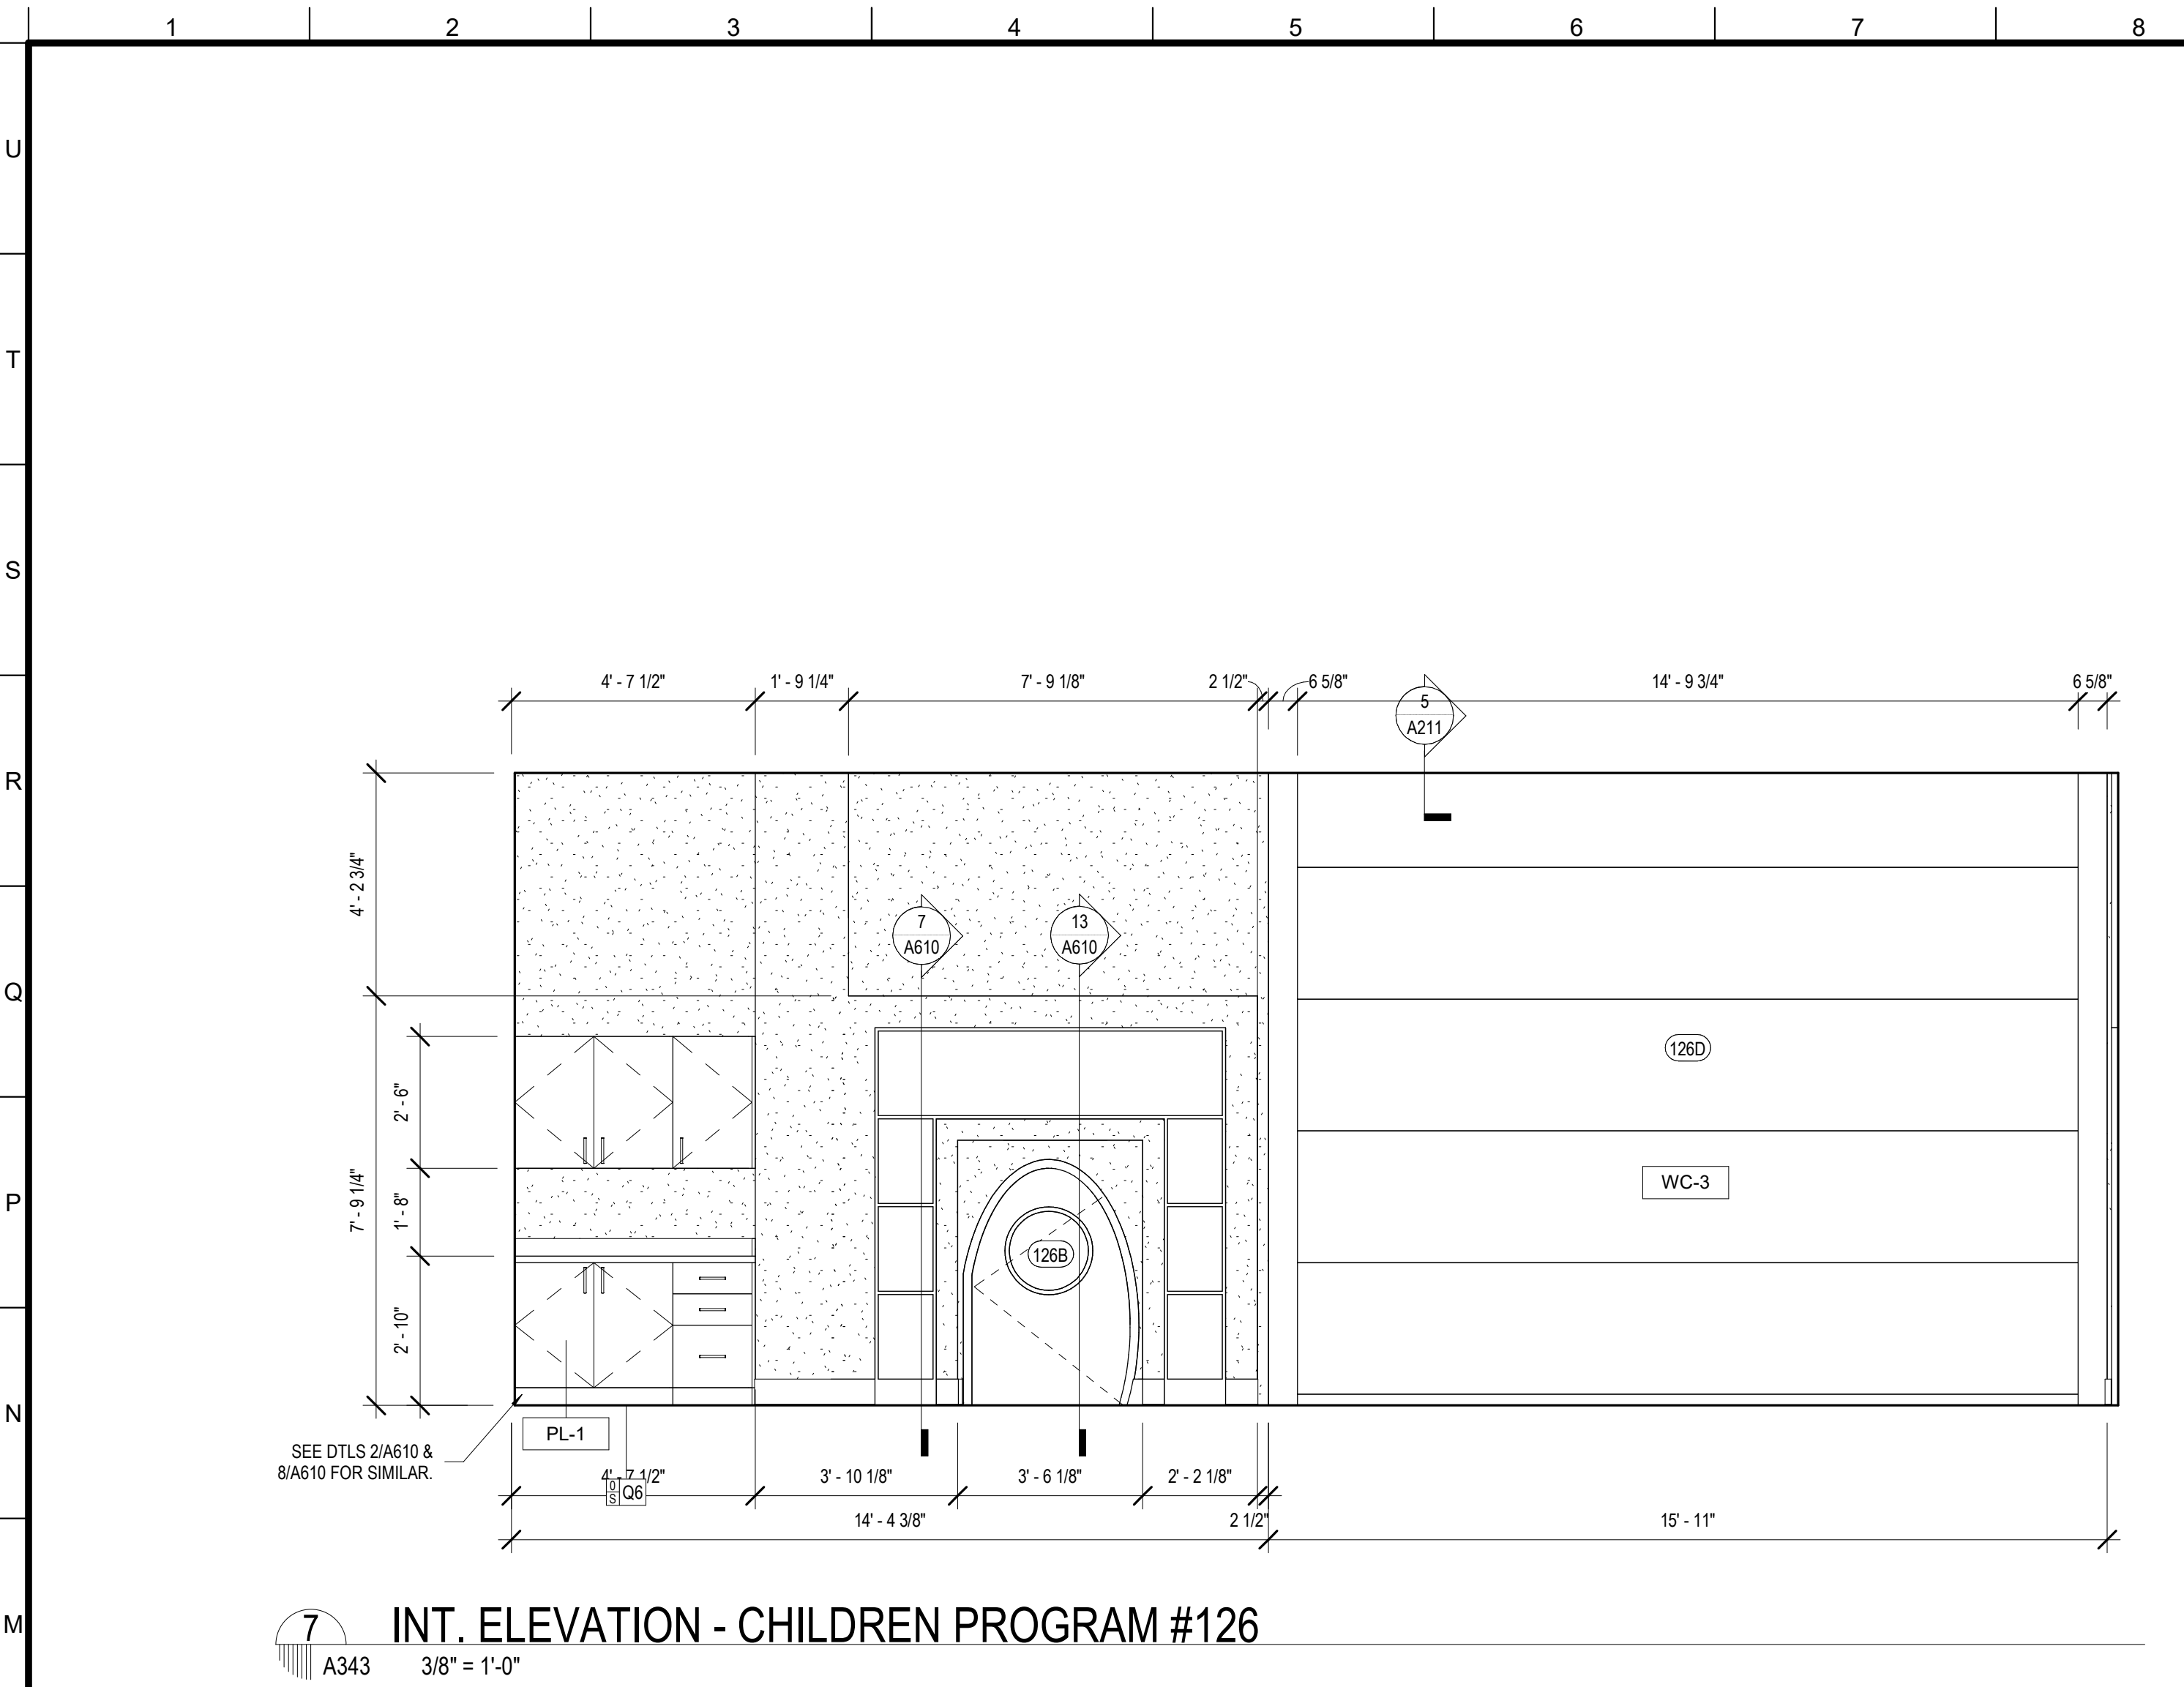 1 2 3 4 5 6 7 8
U
T
S
R
Q
P
N
M
4' - 7 1/2" 1' - 9 1/4" 7' - 9 1/8" 2 1/2" 6 5/8" 14' - 9 3/4" 6 5/8"
5
A211
4' - 2 3/4"
7' - 9 1/4"
2' - 6"
1' - 8"
2' - 10"
7
A610
13
A610
126D
WC-3
126B
PL-1
SEE DTLS 2/A610 &
8/A610 FOR SIMILAR.
4' - 7 1/2" 3' - 10 1/8" 3' - 6 1/8" 2' - 2 1/8"
0
S
Q6
14' - 4 3/8" 2 1/2" 15' - 11"
7 INT. ELEVATION - CHILDREN PROGRAM #126
A343 3/8" = 1'-0"